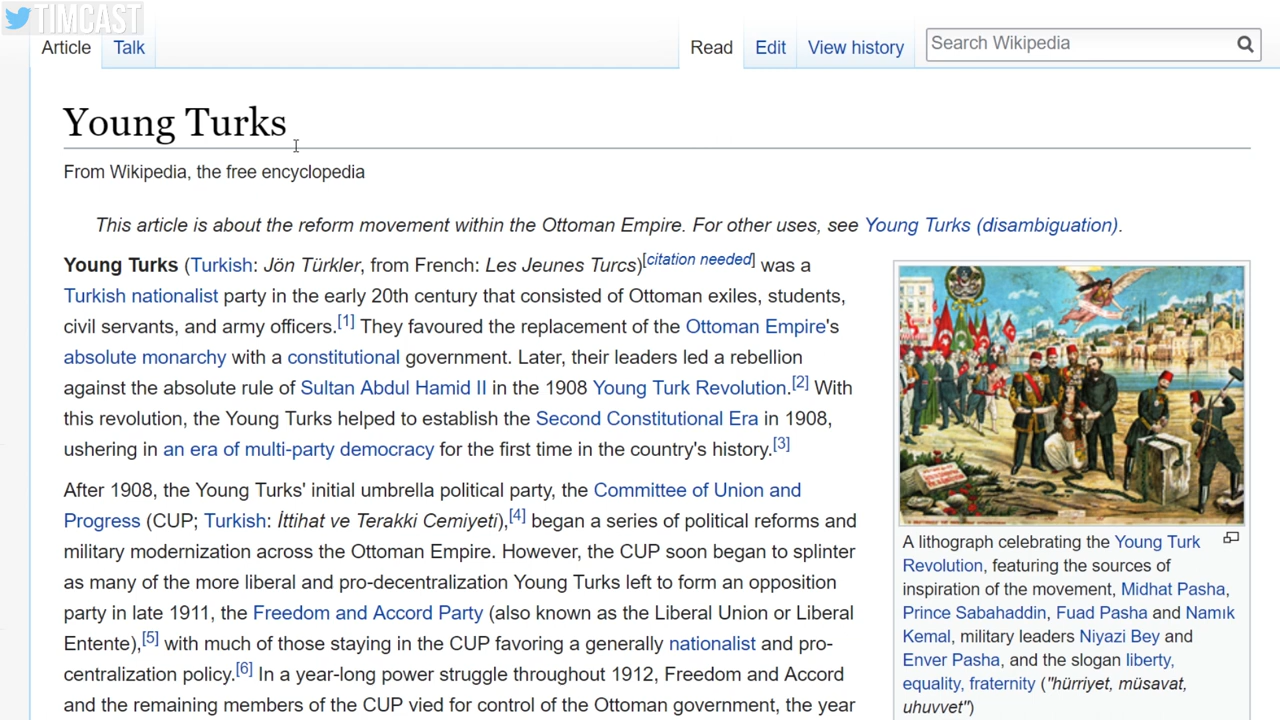 TIMCAST
Article Talk Read Edit View history Search Wikipedia
Young Turks
From Wikipedia, the free encyclopedia
This article is about the reform movement within the Ottoman Empire. For other uses, see Young Turks (disambiguation).
Young Turks (Turkish: Jön Türkler, from French: Les Jeunes Turcs)[citation needed] was a
Turkish nationalist party in the early 20th century that consisted of Ottoman exiles, students,
civil servants, and army officers.[1] They favoured the replacement of the Ottoman Empire's
absolute monarchy with a constitutional government. Later, their leaders led a rebellion
against the absolute rule of Sultan Abdul Hamid II in the 1908 Young Turk Revolution.[2] With
this revolution, the Young Turks helped to establish the Second Constitutional Era in 1908,
ushering in an era of multi-party democracy for the first time in the country's history.[3]
After 1908, the Young Turks' initial umbrella political party, the Committee of Union and
Progress (CUP; Turkish: İttihat ve Terakki Cemiyeti),[4] began a series of political reforms and
military modernization across the Ottoman Empire. However, the CUP soon began to splinter
as many of the more liberal and pro-decentralization Young Turks left to form an opposition
party in late 1911, the Freedom and Accord Party (also known as the Liberal Union or Liberal
Entente),[5] with much of those staying in the CUP favoring a generally nationalist and pro-
centralization policy.[6] In a year-long power struggle throughout 1912, Freedom and Accord
and the remaining members of the CUP vied for control of the Ottoman government, the year
A lithograph celebrating the Young Turk
Revolution, featuring the sources of
inspiration of the movement, Midhat Pasha,
Prince Sabahaddin, Fuad Pasha and Namık
Kemal, military leaders Niyazi Bey and
Enver Pasha, and the slogan liberty,
equality, fraternity ("hürriyet, müsavat,
uhuvvet")